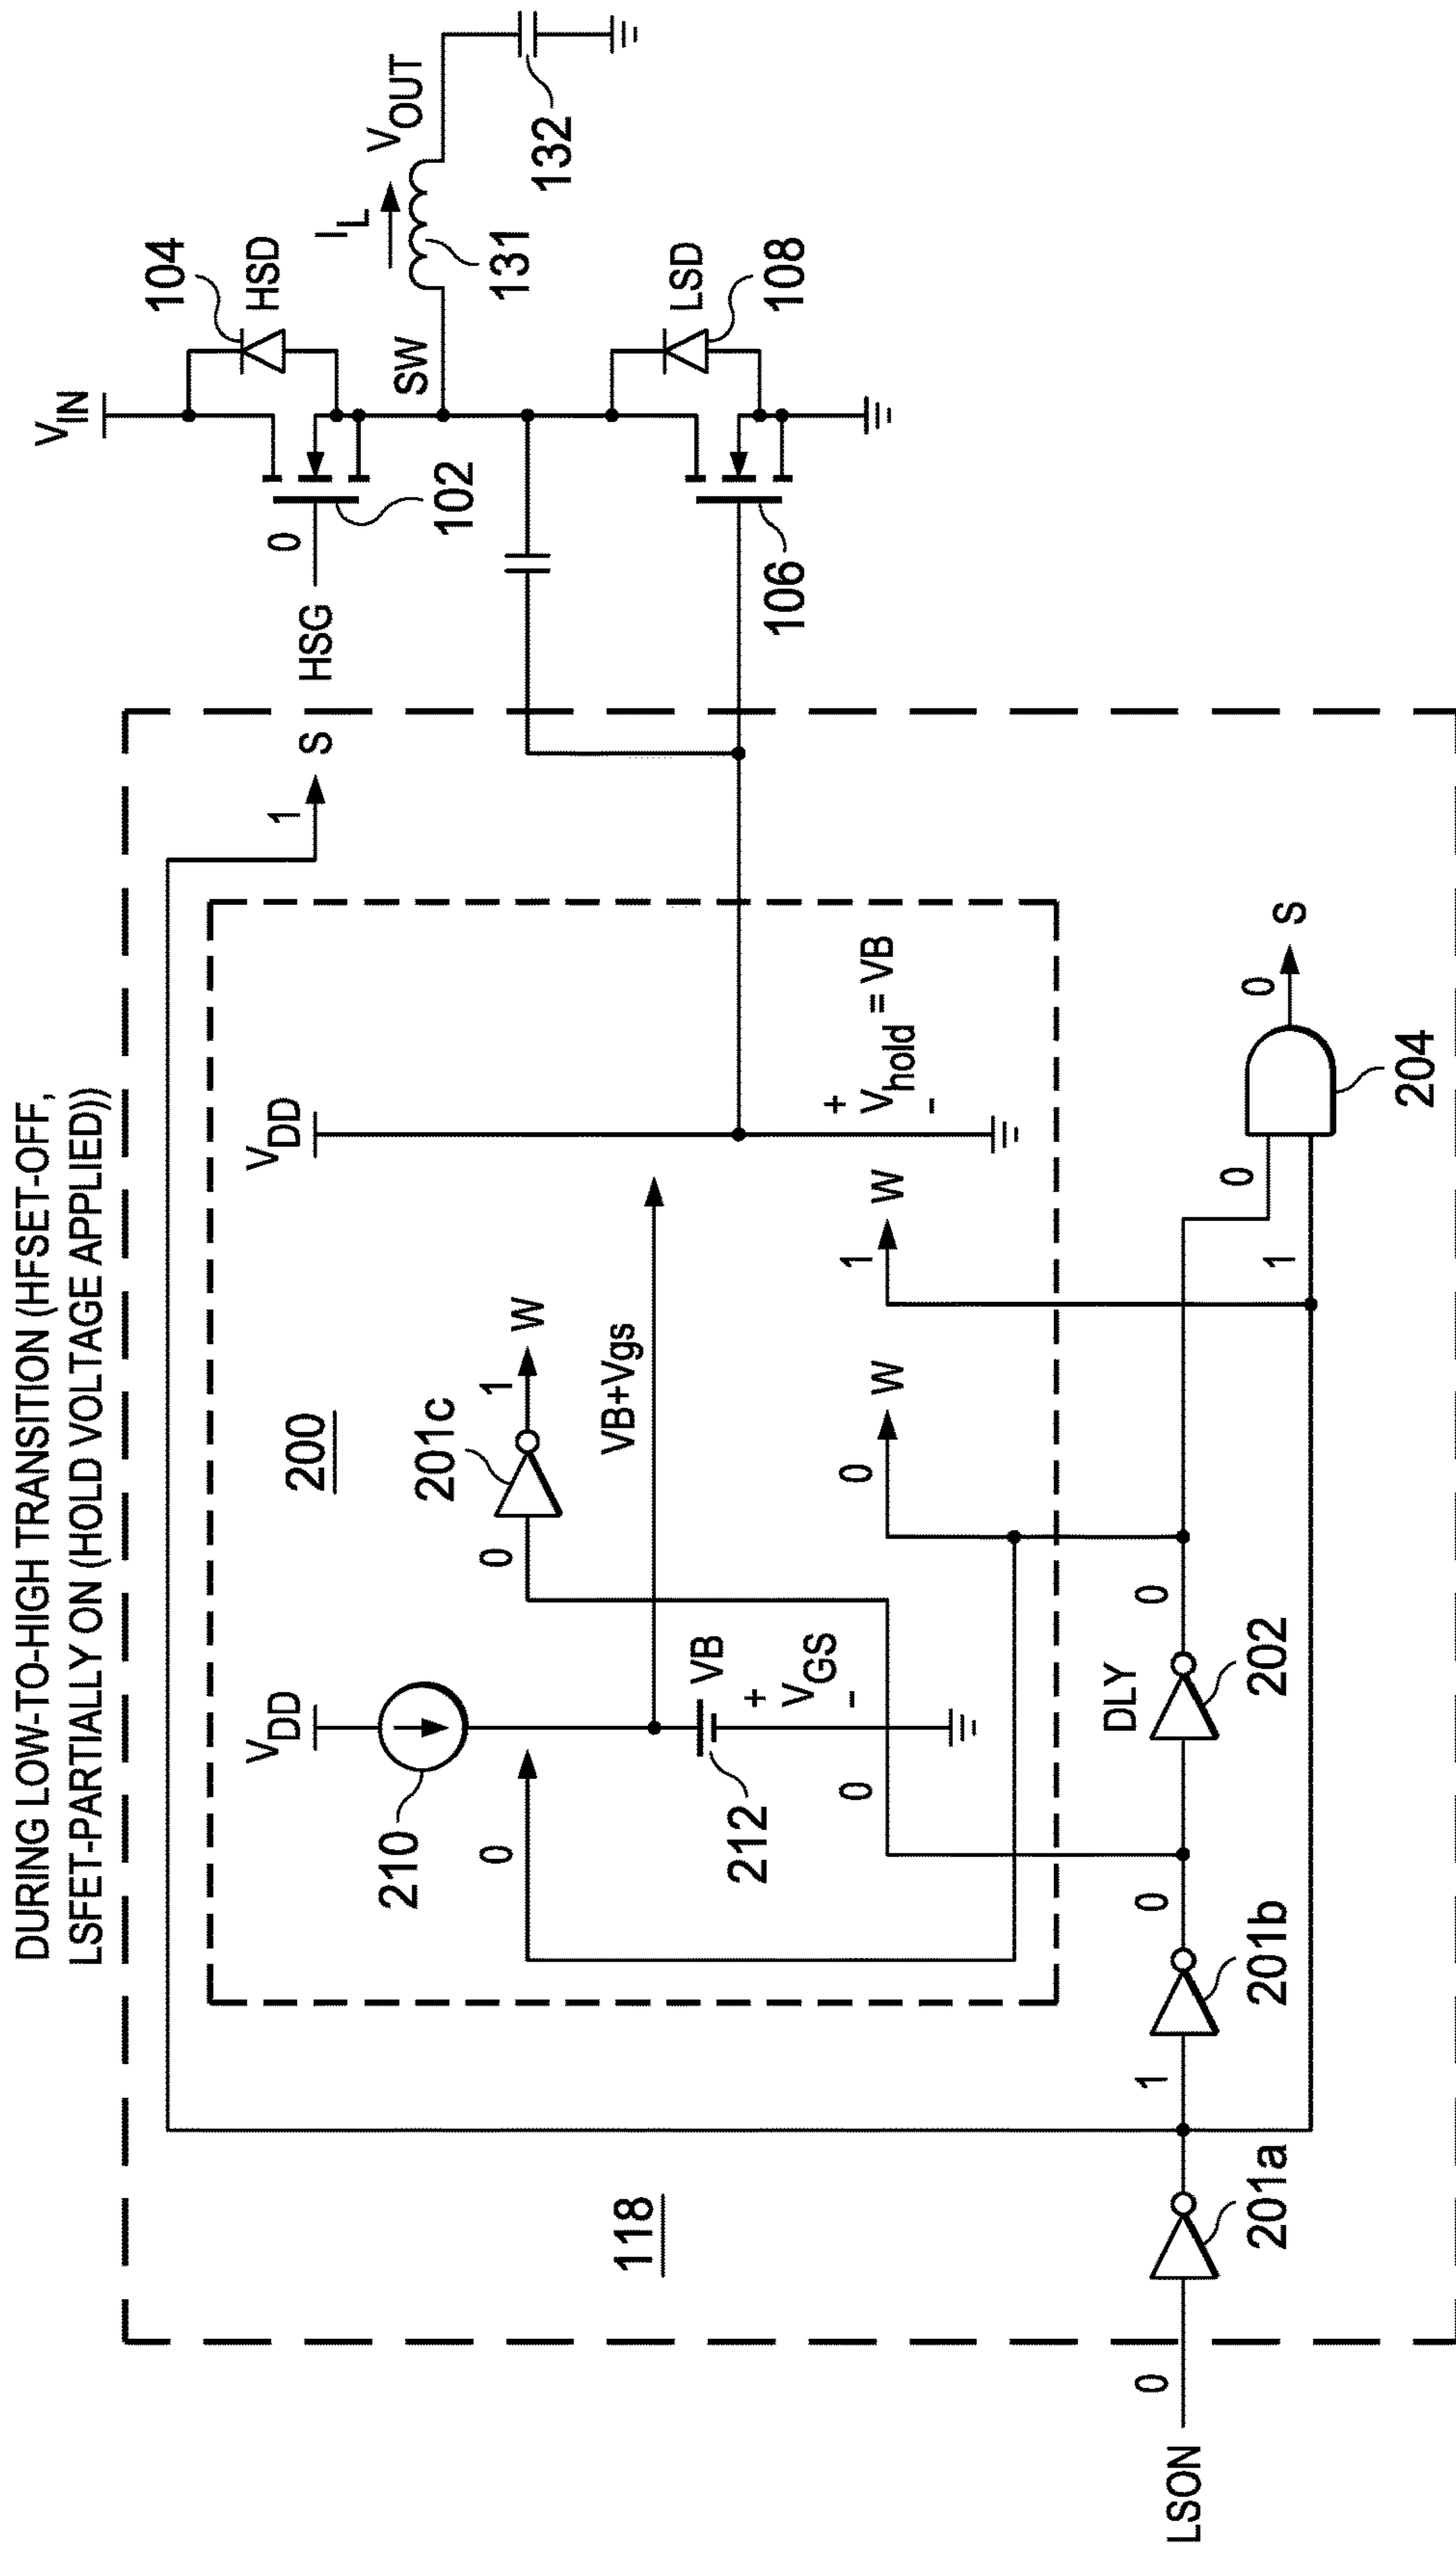 DURING LOW-TO-HIGH TRANSITION (HFSET-OFF,
LSFET-PARTIALLY ON (HOLD VOLTAGE APPLIED))
V_IN
104
HSD
HSG
0
102
SW
I_L
131
V_OUT
132
LSD
108
106
118
1
S
200
V_DD
210
0
VB
212
+
V_GS
-
0
VB+Vgs
0
201c
1
W
V_DD
+
V_hold = VB
-
0
W
1
W
LSON
0
201a
1
201b
0
DLY
202
0
0
1
204
0
S